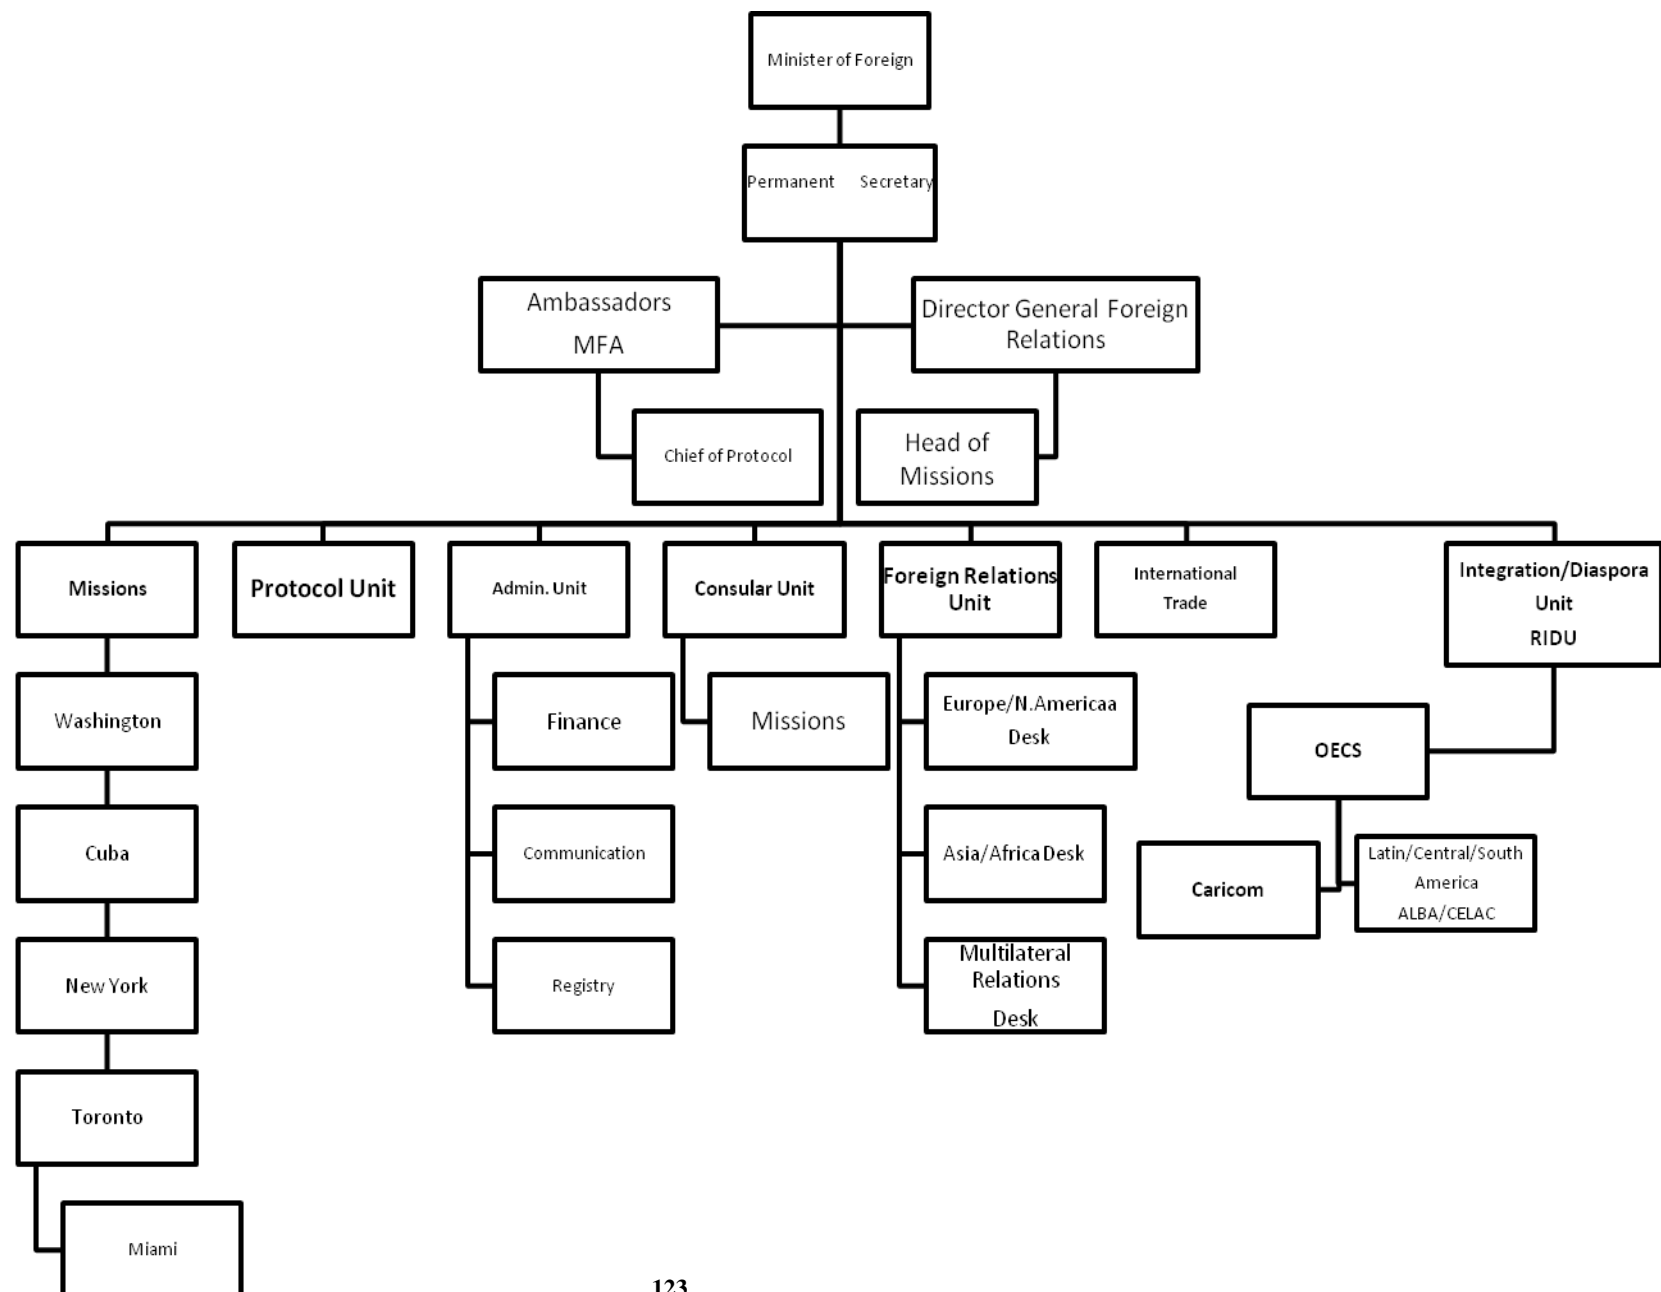 Minister of Foreign
Permanent Secretary
Ambassadors
MFA
Director General Foreign
Relations
Chief of Protocol
Head of
Missions
Missions
Protocol Unit
Admin. Unit
Consular Unit
Foreign Relations
Unit
International
Trade
Integration/Diaspora
Unit
RIDU
Washington
Finance
Missions
Europe/N.Americaa
Desk
OECS
Cuba
Communication
Asia/Africa Desk
Caricom
Latin/Central/South
America
ALBA/CELAC
New York
Registry
Multilateral
Relations
Desk
Toronto
Miami
123